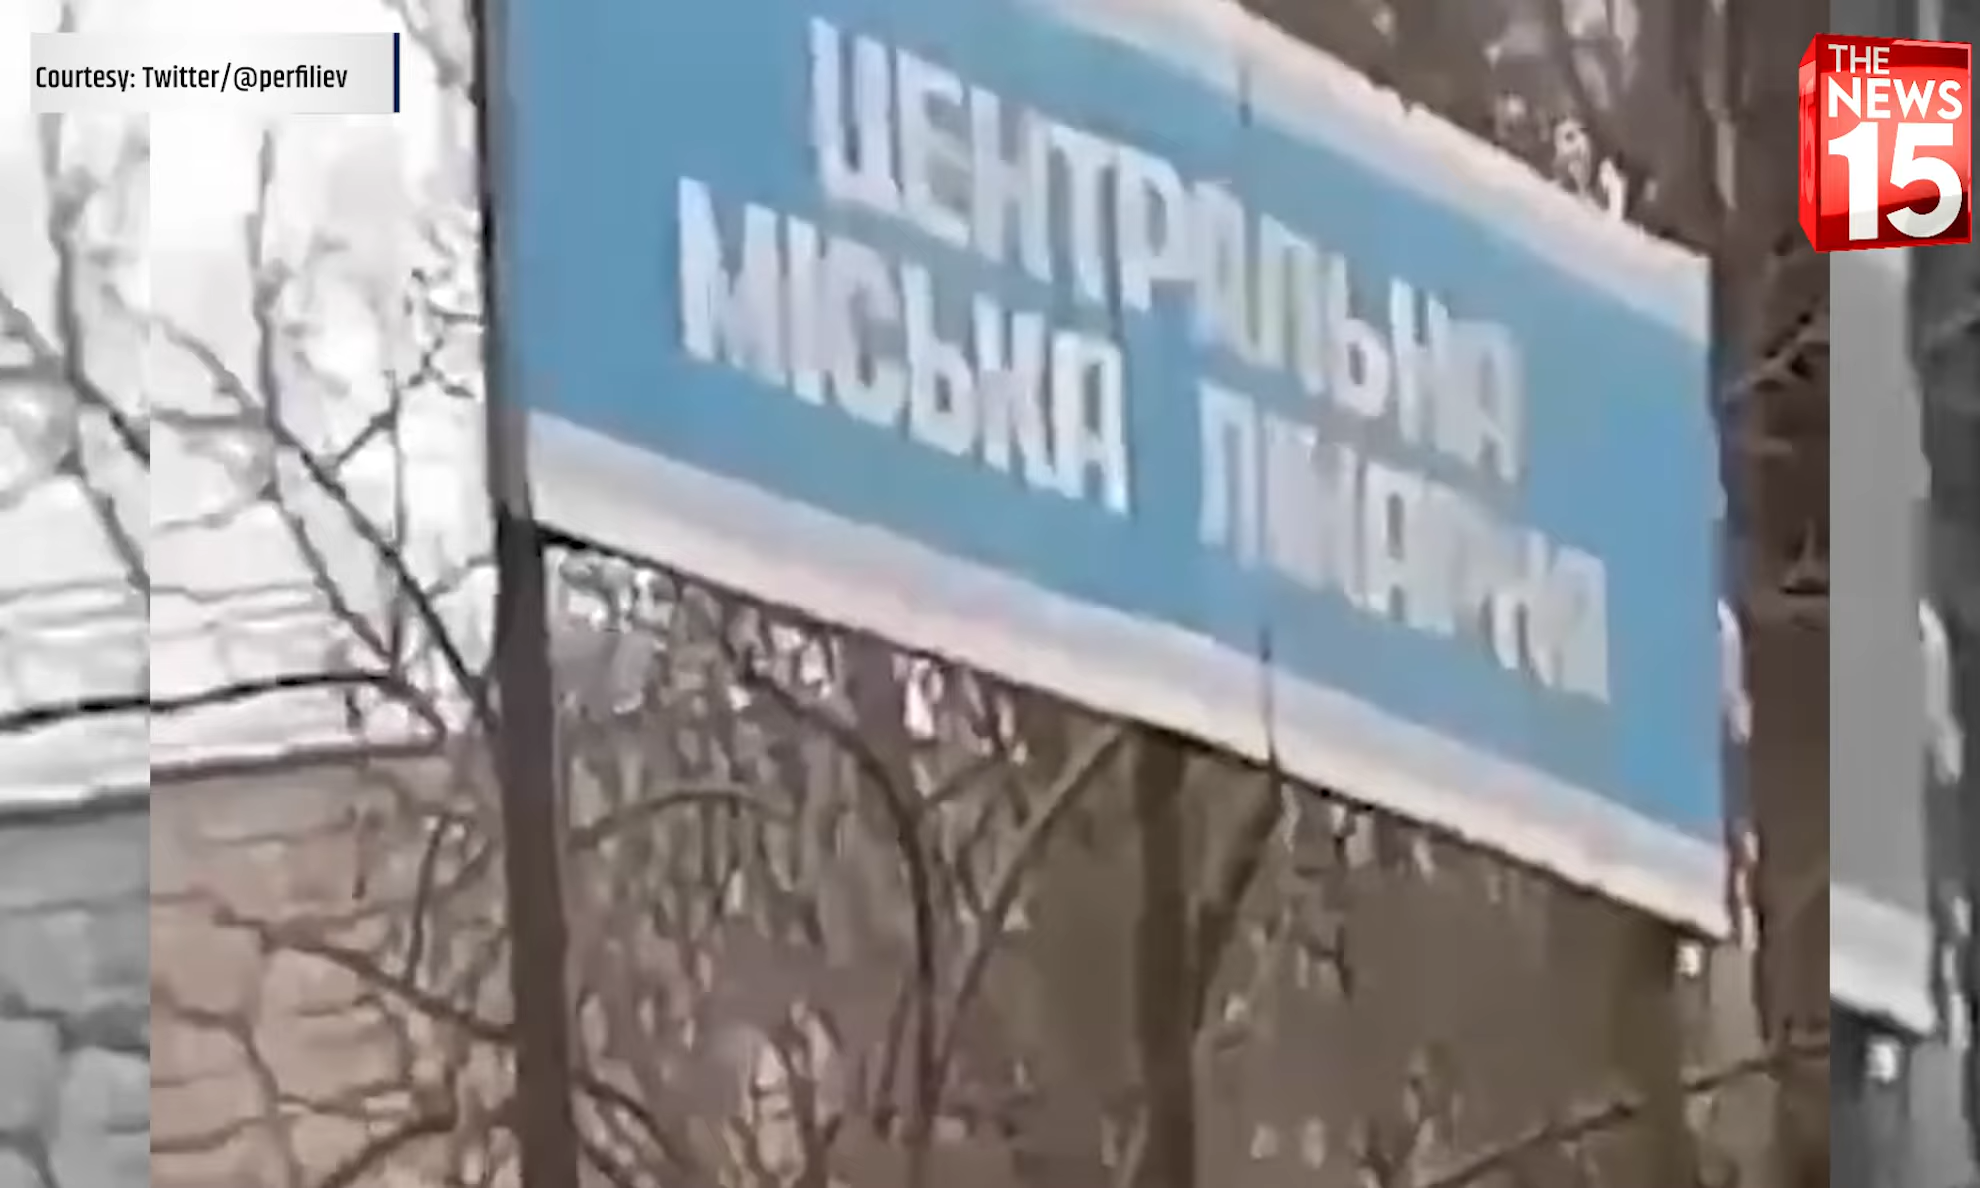 Courtesy: Twitter/@perfiliev
THE
NEWS
15
ЦЕНТРАЛЬНА
МІСЬКА ЛІКАРНЯ